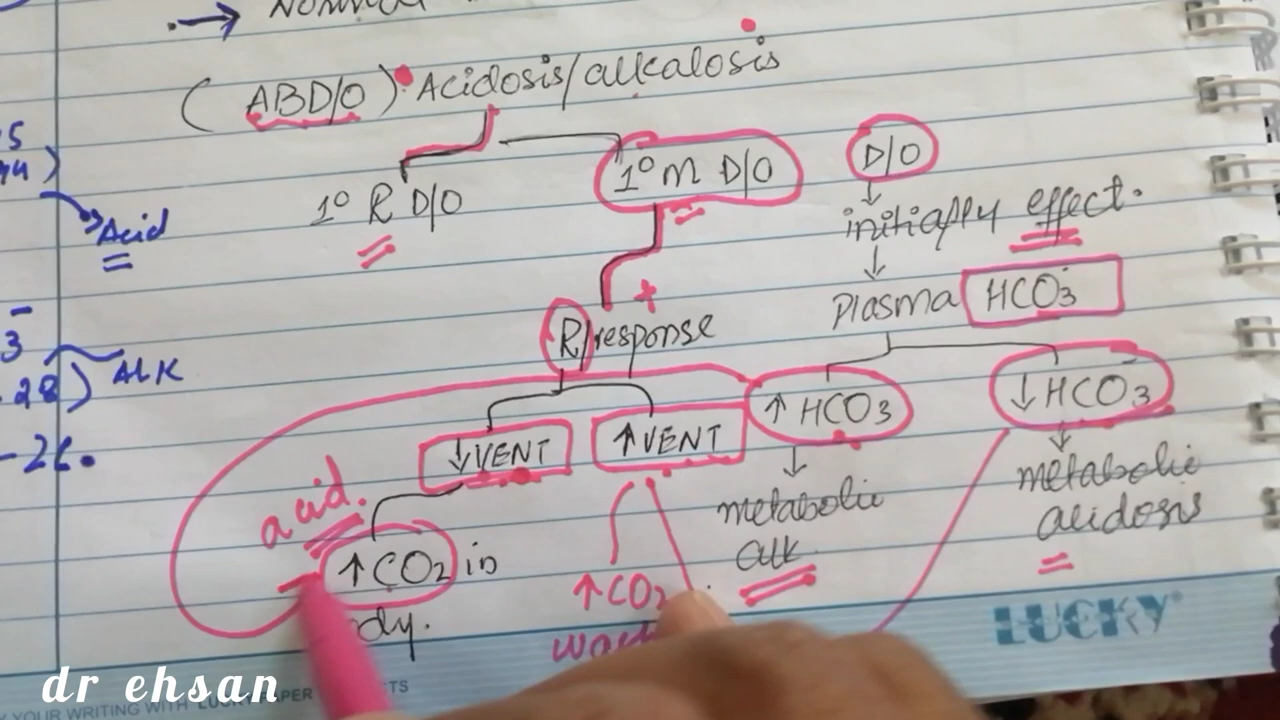 (ABD/O) Acidosis/alkalosis
1° R D/O
1° M D/O
D/O
initially effect.
Plasma HCO3-
R/response
↓VENT
↑VENT
↑HCO3
↓HCO3-
metabolic
alk
metabolic
acidosis
acid.
↑CO2 in
↑CO2
Acid
ALK
LUCKY
dr ehsan